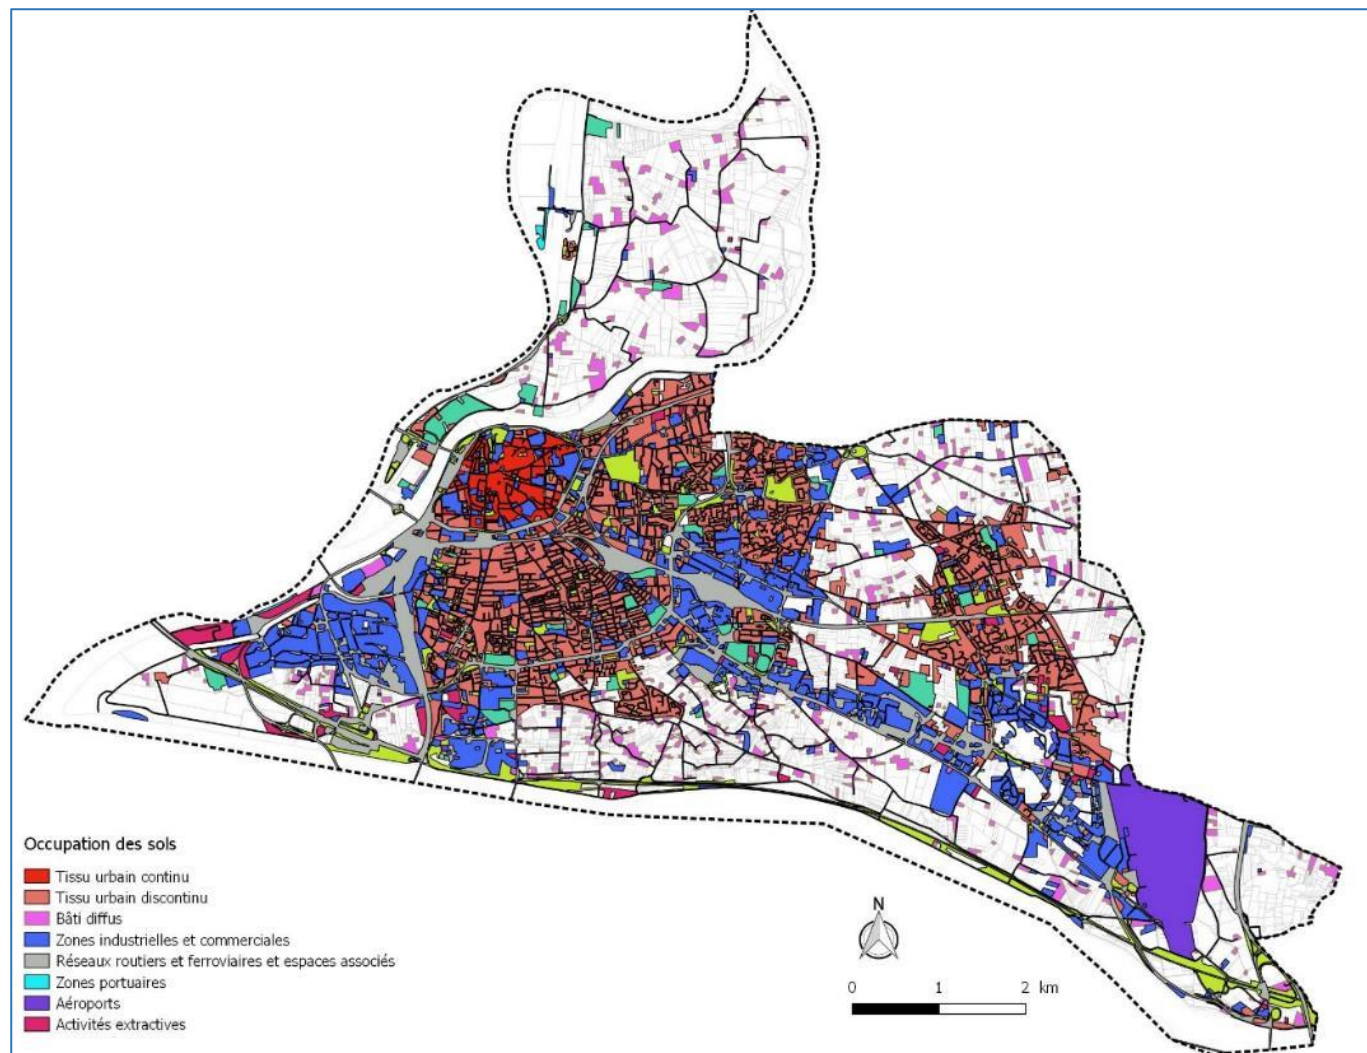 Occupation des sols
Tissu urbain continu
Tissu urbain discontinu
Bâti diffus
Zones industrielles et commerciales
Réseaux routiers et ferroviaires et espaces associés
Zones portuaires
Aéroports
Activités extractives
N
0 1 2 km